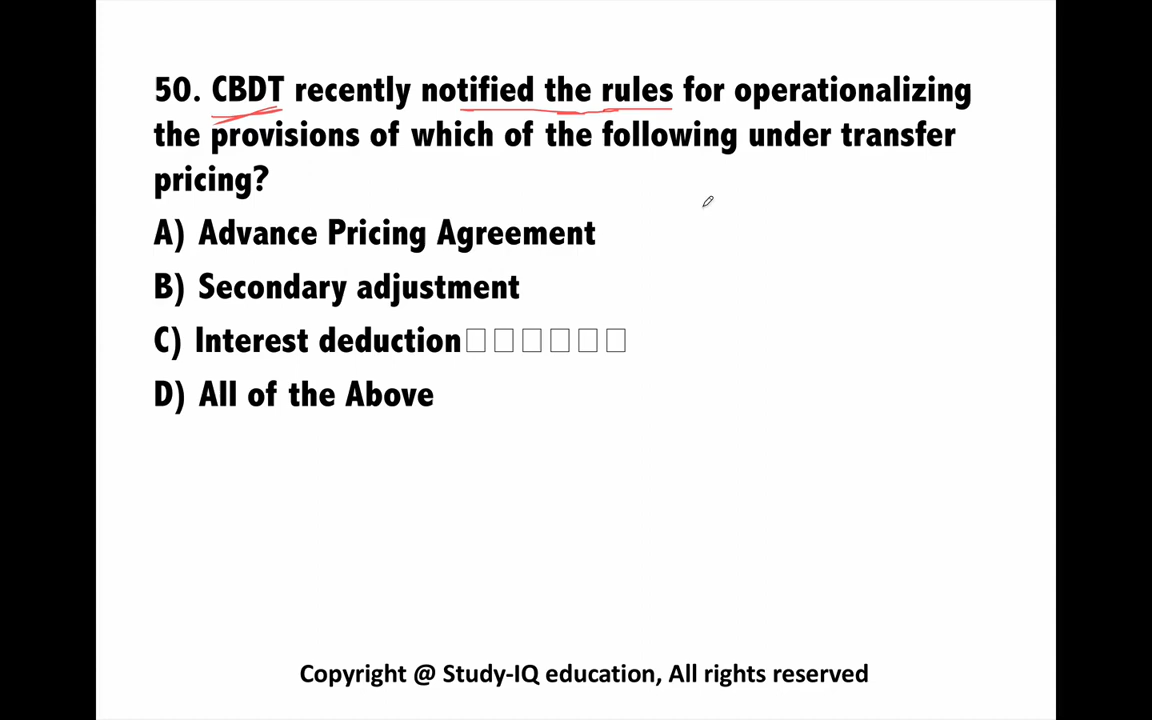 50. CBDT recently notified the rules for operationalizing
the provisions of which of the following under transfer
pricing?
A) Advance Pricing Agreement
B) Secondary adjustment
C) Interest deduction□□□□□□
D) All of the Above
Copyright @ Study-IQ education, All rights reserved